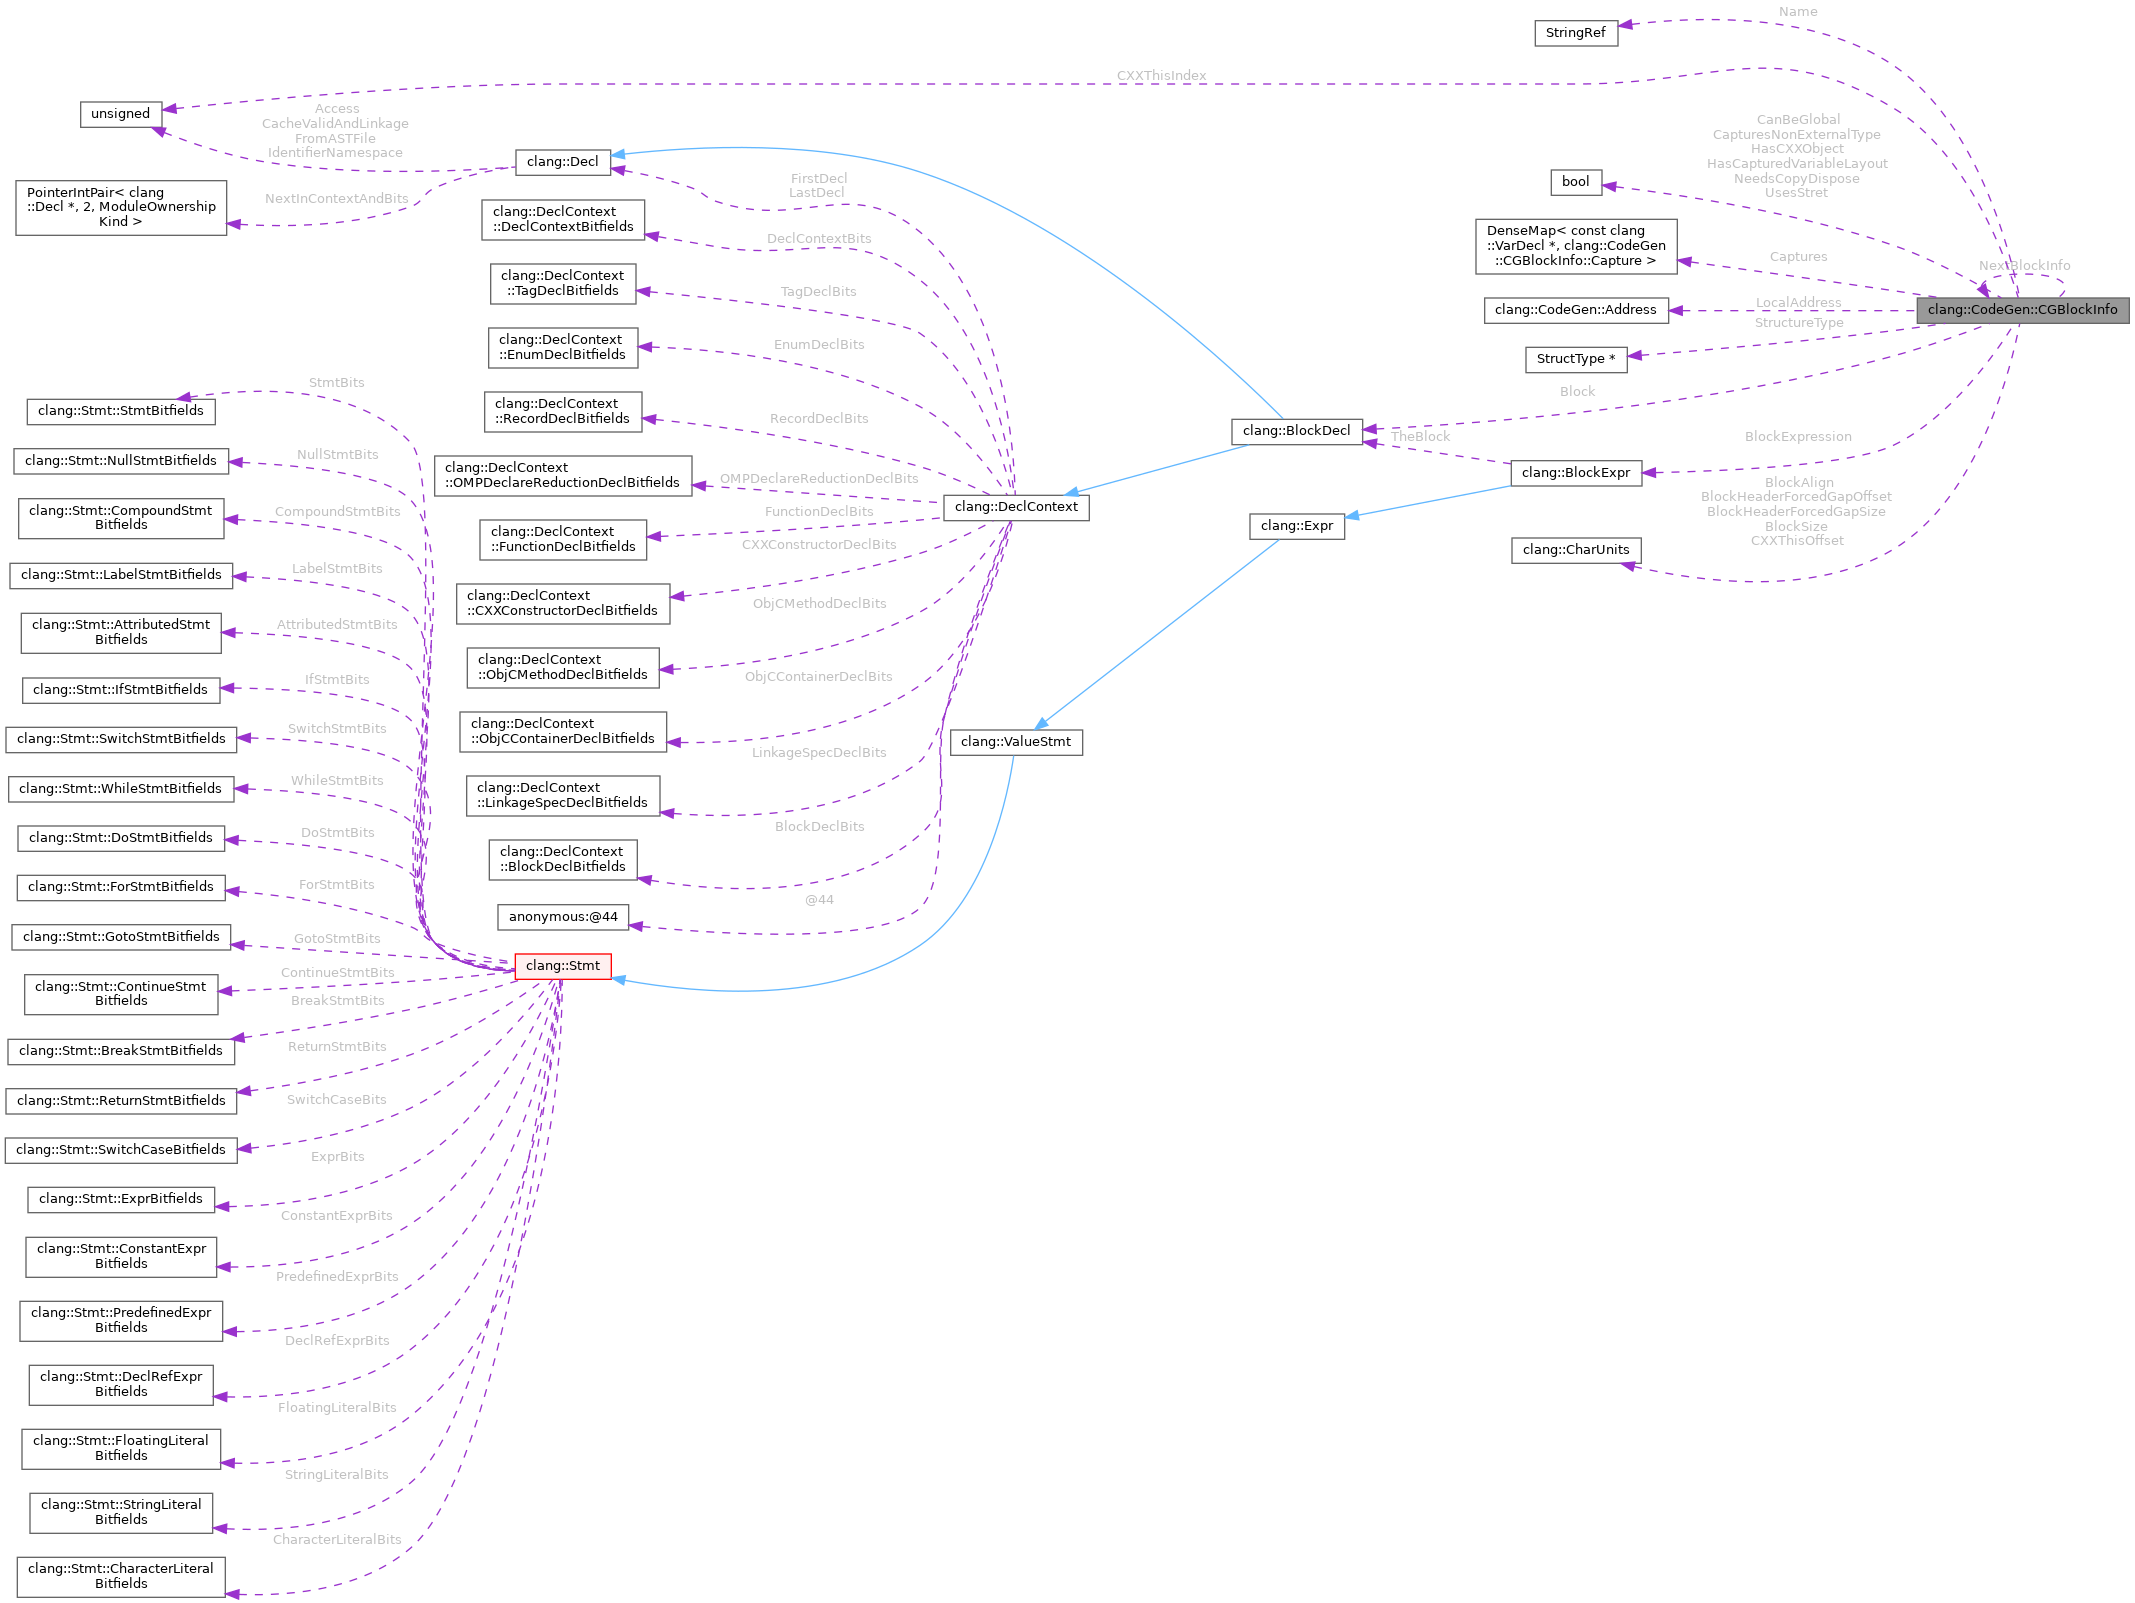 Name
StringRef
CXXThisIndex
unsigned
Access
CacheValidAndLinkage
FromASTFile
IdentifierNamespace
clang::Decl
PointerIntPair< clang
::Decl *, 2, ModuleOwnership
Kind >
NextInContextAndBits
FirstDecl
LastDecl
CanBeGlobal
CapturesNonExternalType
HasCXXObject
HasCapturedVariableLayout
NeedsCopyDispose
UsesStret
bool
DenseMap< const clang
::VarDecl *, clang::CodeGen
::CGBlockInfo::Capture >
Captures
NextBlockInfo
clang::CodeGen::CGBlockInfo
clang::CodeGen::Address
LocalAddress
StructureType
StructType *
Block
clang::BlockDecl
TheBlock
BlockExpression
clang::BlockExpr
BlockAlign
BlockHeaderForcedGapOffset
BlockHeaderForcedGapSize
BlockSize
CXXThisOffset
clang::CharUnits
clang::Expr
clang::ValueStmt
clang::DeclContext
clang::DeclContext
::DeclContextBitfields
DeclContextBits
clang::DeclContext
::TagDeclBitfields
TagDeclBits
clang::DeclContext
::EnumDeclBitfields
EnumDeclBits
clang::DeclContext
::RecordDeclBitfields
RecordDeclBits
clang::DeclContext
::OMPDeclareReductionDeclBitfields
OMPDeclareReductionDeclBits
clang::DeclContext
::FunctionDeclBitfields
FunctionDeclBits
clang::DeclContext
::CXXConstructorDeclBitfields
CXXConstructorDeclBits
clang::DeclContext
::ObjCMethodDeclBitfields
ObjCMethodDeclBits
clang::DeclContext
::ObjCContainerDeclBitfields
ObjCContainerDeclBits
clang::DeclContext
::LinkageSpecDeclBitfields
LinkageSpecDeclBits
clang::DeclContext
::BlockDeclBitfields
BlockDeclBits
anonymous:@44
@44
clang::Stmt
clang::Stmt::StmtBitfields
StmtBits
clang::Stmt::NullStmtBitfields
NullStmtBits
clang::Stmt::CompoundStmt
Bitfields
CompoundStmtBits
clang::Stmt::LabelStmtBitfields
LabelStmtBits
clang::Stmt::AttributedStmt
Bitfields
AttributedStmtBits
clang::Stmt::IfStmtBitfields
IfStmtBits
clang::Stmt::SwitchStmtBitfields
SwitchStmtBits
clang::Stmt::WhileStmtBitfields
WhileStmtBits
clang::Stmt::DoStmtBitfields
DoStmtBits
clang::Stmt::ForStmtBitfields
ForStmtBits
clang::Stmt::GotoStmtBitfields
GotoStmtBits
clang::Stmt::ContinueStmt
Bitfields
ContinueStmtBits
clang::Stmt::BreakStmtBitfields
BreakStmtBits
clang::Stmt::ReturnStmtBitfields
ReturnStmtBits
clang::Stmt::SwitchCaseBitfields
SwitchCaseBits
clang::Stmt::ExprBitfields
ExprBits
clang::Stmt::ConstantExpr
Bitfields
ConstantExprBits
clang::Stmt::PredefinedExpr
Bitfields
PredefinedExprBits
clang::Stmt::DeclRefExpr
Bitfields
DeclRefExprBits
clang::Stmt::FloatingLiteral
Bitfields
FloatingLiteralBits
clang::Stmt::StringLiteral
Bitfields
StringLiteralBits
clang::Stmt::CharacterLiteral
Bitfields
CharacterLiteralBits